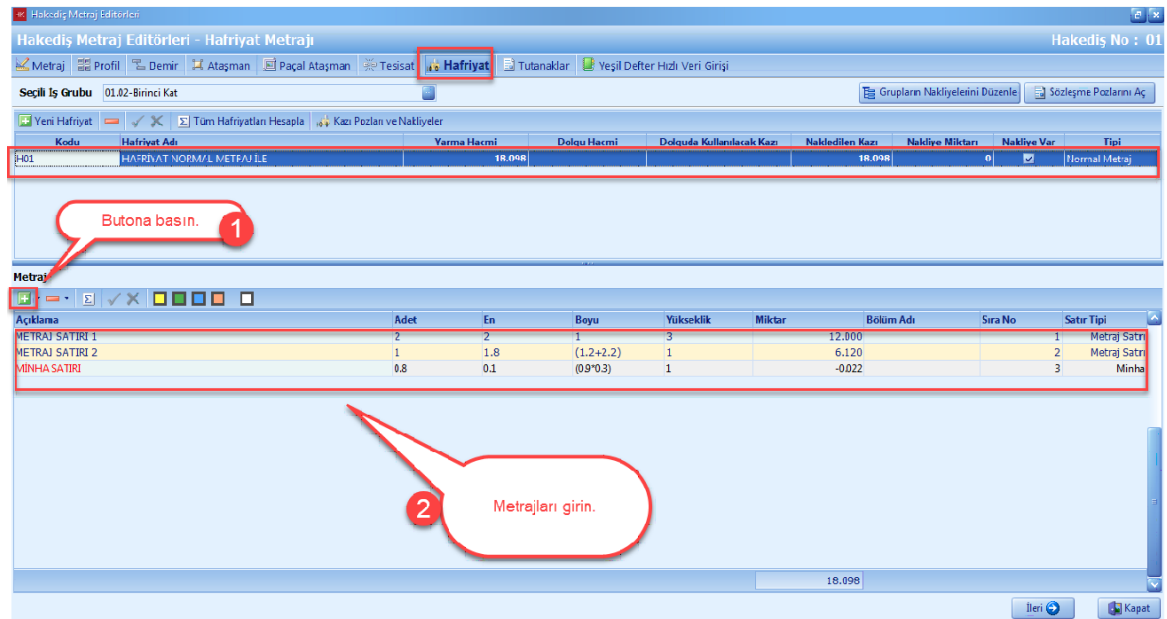 Hakediş Metraj Editörleri
Hakediş Metraj Editörleri - Hafriyat Metrajı Hakediş No : 01
Metraj Profil Demir Ataşman Paçal Ataşman Tesisat Hafriyat Tutanaklar Yeşil Defter Hızlı Veri Girişi
Seçili İş Grubu 01.02-Birinci Kat Grupların Nakliyelerini Düzenle Sözleşme Pozlarını Aç
Yeni Hafriyat Tüm Hafriyatları Hesapla Kazı Pozları ve Nakliyeler
Kodu Hafriyat Adı Yarma Hacmi Dolgu Hacmi Dolguda Kullanılacak Kazı Nakledilen Kazı Nakliye Miktarı Nakliye Var Tipi
H01 HAFRİYAT NORMAL METRAJ İLE 18.098 18.098 0 Normal Metraj
Butona basın.
1
Metraj
Açıklama Adet En Boyu Yükseklik Miktar Bölüm Adı Sıra No Satır Tipi
METRAJ SATIRI 1 2 2 1 3 12.000 1 Metraj Satırı
METRAJ SATIRI 2 1 1.8 (1.2+2.2) 1 6.120 2 Metraj Satırı
MİNHA SATIRI 0.8 0.1 (0.9*0.3) 1 -0.022 3 Minha
2
Metrajları girin.
18.098
İleri Kapat